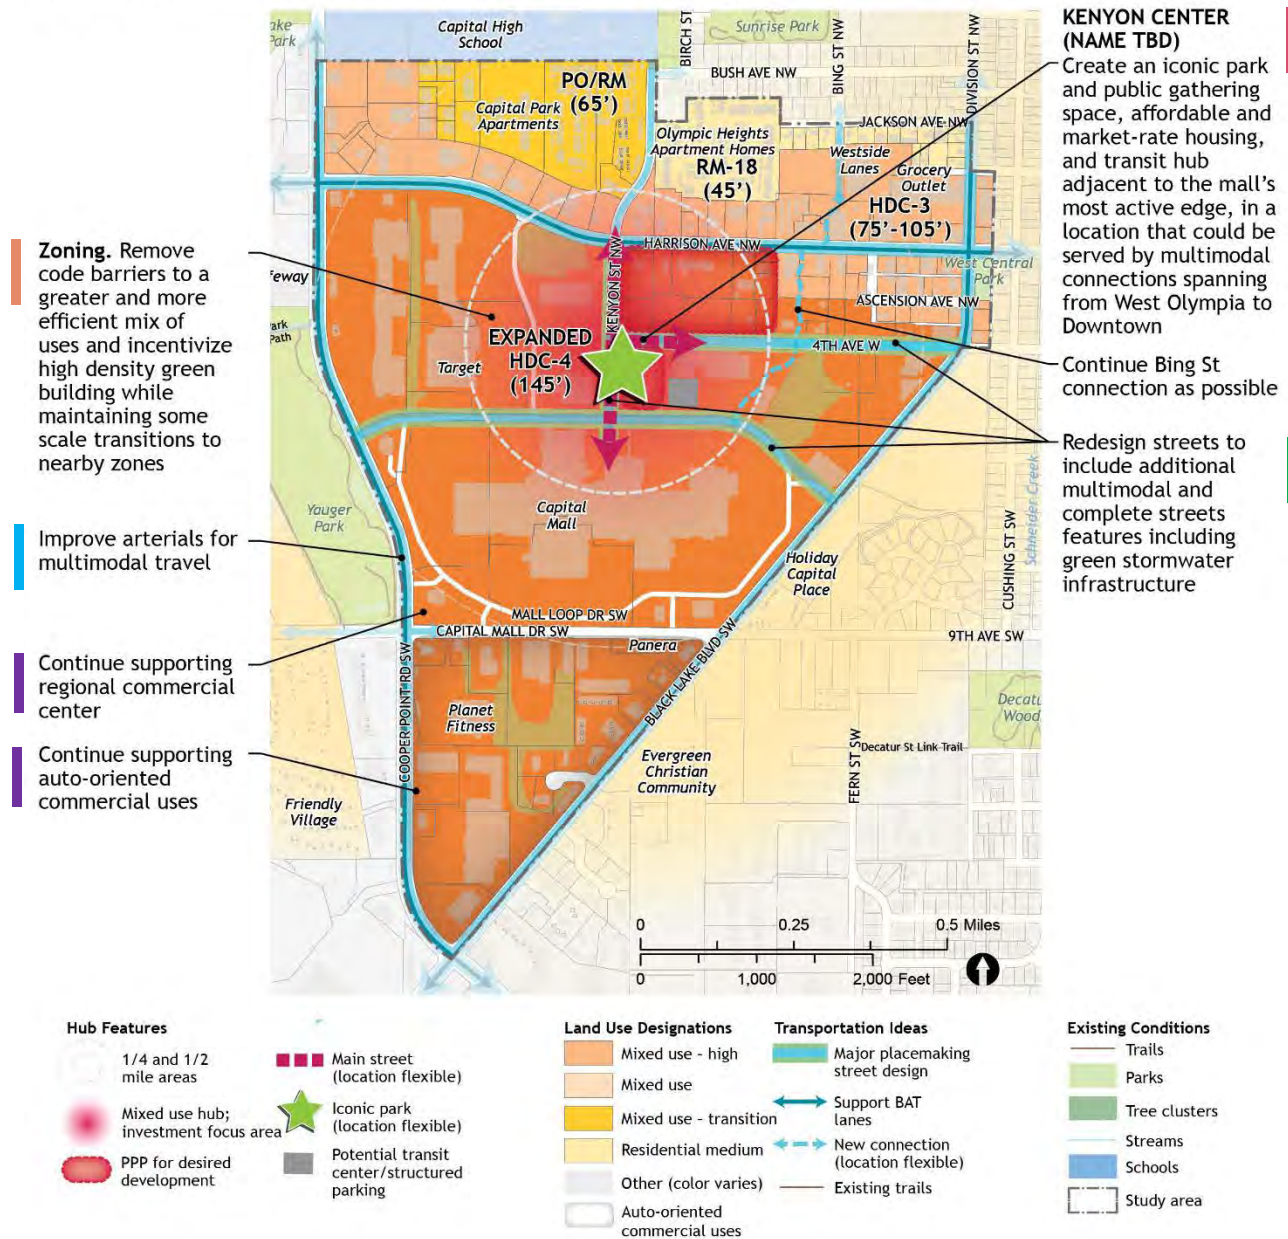 KENYON CENTER
(NAME TBD)
Create an iconic park
and public gathering
space, affordable and
market-rate housing,
and transit hub
adjacent to the mall's
most active edge, in a
location that could be
served by multimodal
connections spanning
from West Olympia to
Downtown
Continue Bing St
connection as possible
Redesign streets to
include additional
multimodal and
complete streets
features including
green stormwater
infrastructure
Zoning. Remove
code barriers to a
greater and more
efficient mix of
uses and incentivize
high density green
building while
maintaining some
scale transitions to
nearby zones
Improve arterials for
multimodal travel
Continue supporting
regional commercial
center
Continue supporting
auto-oriented
commercial uses
ake
Park
Capital High
School
BIRCH ST
Sunrise Park
BING ST NW
DIVISION ST NW
BUSH AVE NW
PO/RM
(65')
Capital Park
Apartments
JACKSON AVE NW
Olympic Heights
Apartment Homes
RM-18
(45')
Westside
Lanes
Grocery
Outlet
HDC-3
(75'-105')
HARRISON AVE NW
KENYON ST NW
West Central
Park
feway
ark
Path
ASCENSION AVE NW
EXPANDED
HDC-4
(145')
4TH AVE W
Target
Capital
Mall
Yauger
Park
Holiday
Capital
Place
CUSHING ST SW
Schneider Creek
MALL LOOP DR SW
CAPITAL MALL DR SW
Panera
9TH AVE SW
BLACK LAKE BLVD SW
COOPER POINT RD SW
Planet
Fitness
Decatu
Wood
FERN ST SW
Decatur St Link Trail
Evergreen
Christian
Community
Friendly
Village
0 0.25 0.5 Miles
0 1,000 2,000 Feet
Hub Features
1/4 and 1/2
mile areas
Mixed use hub;
investment focus area
PPP for desired
development
Main street
(location flexible)
Iconic park
(location flexible)
Potential transit
center/structured
parking
Land Use Designations
Mixed use - high
Mixed use
Mixed use - transition
Residential medium
Other (color varies)
Auto-oriented
commercial uses
Transportation Ideas
Major placemaking
street design
Support BAT
lanes
New connection
(location flexible)
Existing trails
Existing Conditions
Trails
Parks
Tree clusters
Streams
Schools
Study area